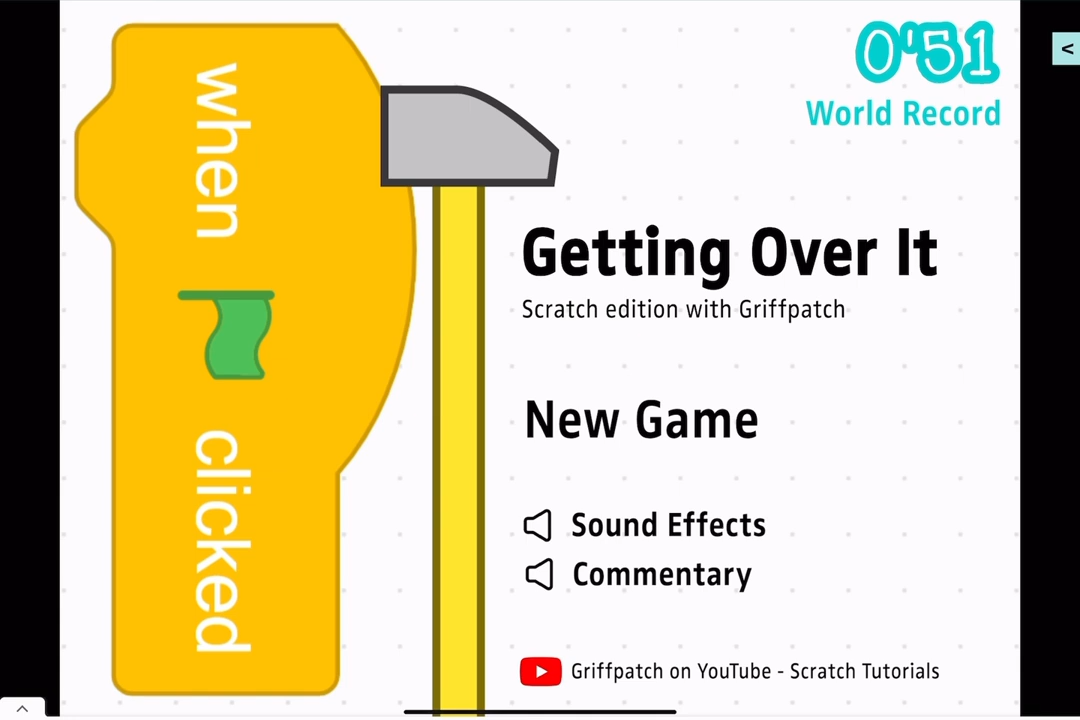 when
clicked
0'51
World Record
Getting Over It
Scratch edition with Griffpatch
New Game
Sound Effects
Commentary
Griffpatch on YouTube - Scratch Tutorials
<